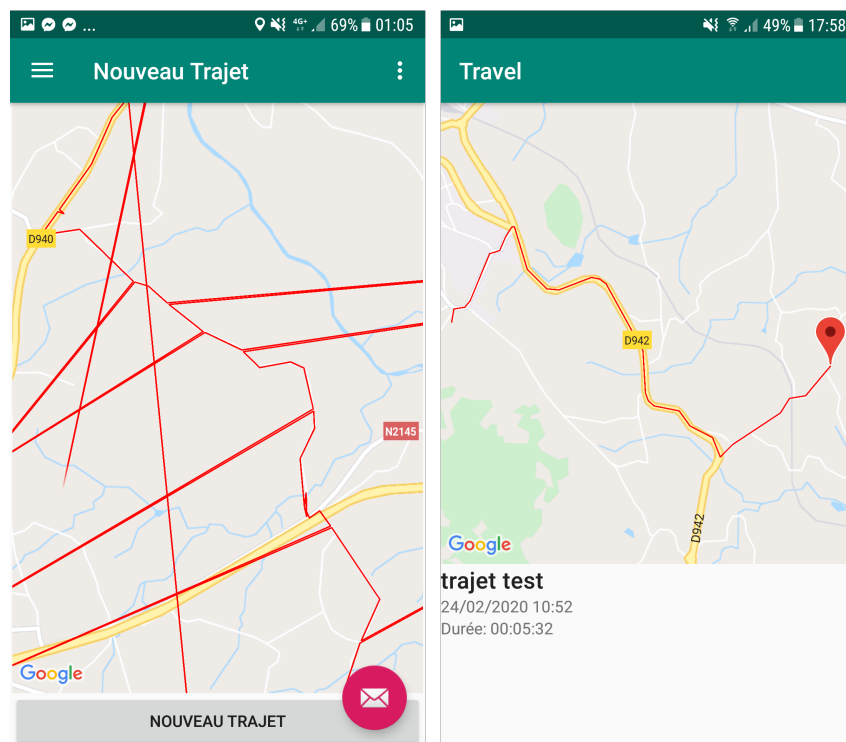 ... 4G+ 69% 01:05
Nouveau Trajet
D940
N2145
Google
NOUVEAU TRAJET
49% 17:58
Travel
D942
D942
Google
trajet test
24/02/2020 10:52
Durée: 00:05:32